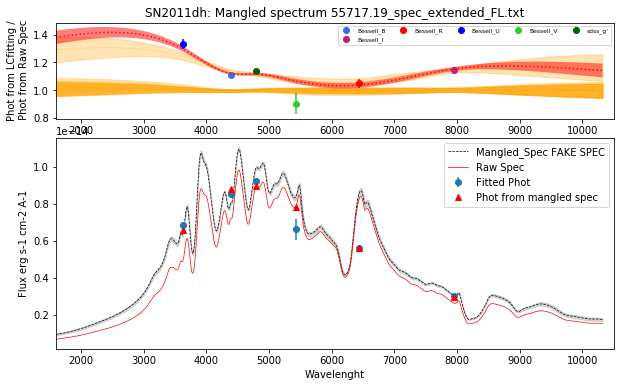 SN2011dh: Mangled spectrum 55717.19_spec_extended_FL.txt
Phot from LCfitting /
Phot from Raw Spec
1.4
1.2
1.0
0.8
Bessell_B
Bessell_I
Bessell_R
Bessell_U
Bessell_V
sdss_g'
2000 3000 4000 5000 6000 7000 8000 9000 10000
1e−14
Flux erg s-1 cm-2 A-1
1.0
0.8
0.6
0.4
0.2
Mangled_Spec FAKE SPEC
Raw Spec
Fitted Phot
Phot from mangled spec
2000 3000 4000 5000 6000 7000 8000 9000 10000
Wavelenght